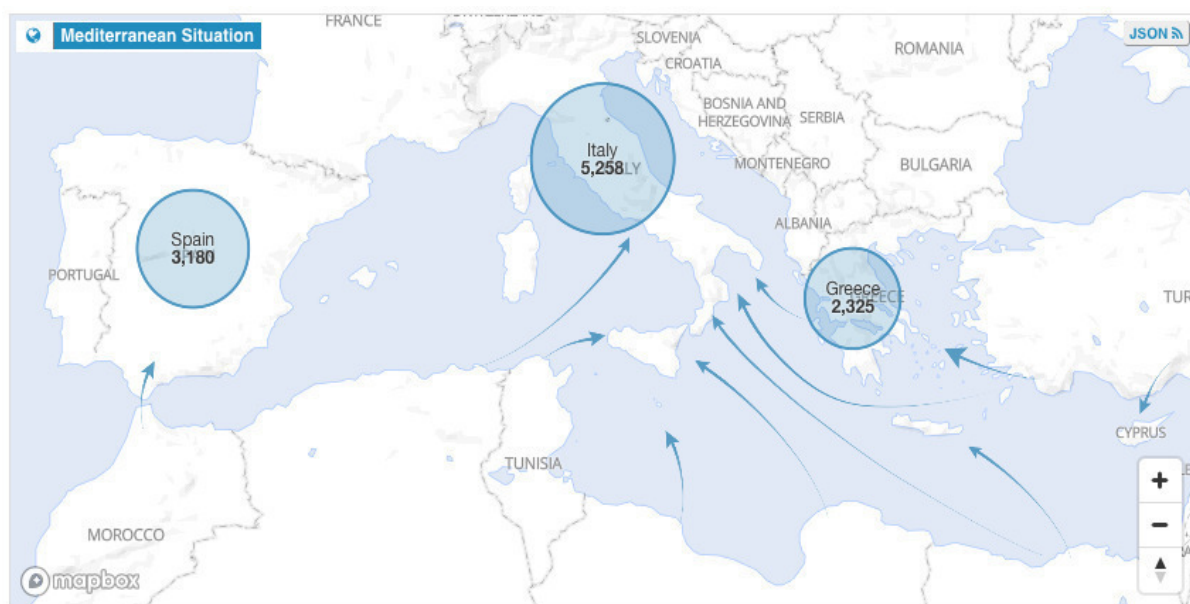 Mediterranean Situation
JSON
FRANCE
SLOVENIA
CROATIA
ROMANIA
BOSNIA AND
HERZEGOVINA
SERBIA
Italy
5,258
MONTENEGRO
BULGARIA
ALBANIA
Spain
3,180
PORTUGAL
Greece
2,325
CYPRUS
TUNISIA
MOROCCO
mapbox
+
−